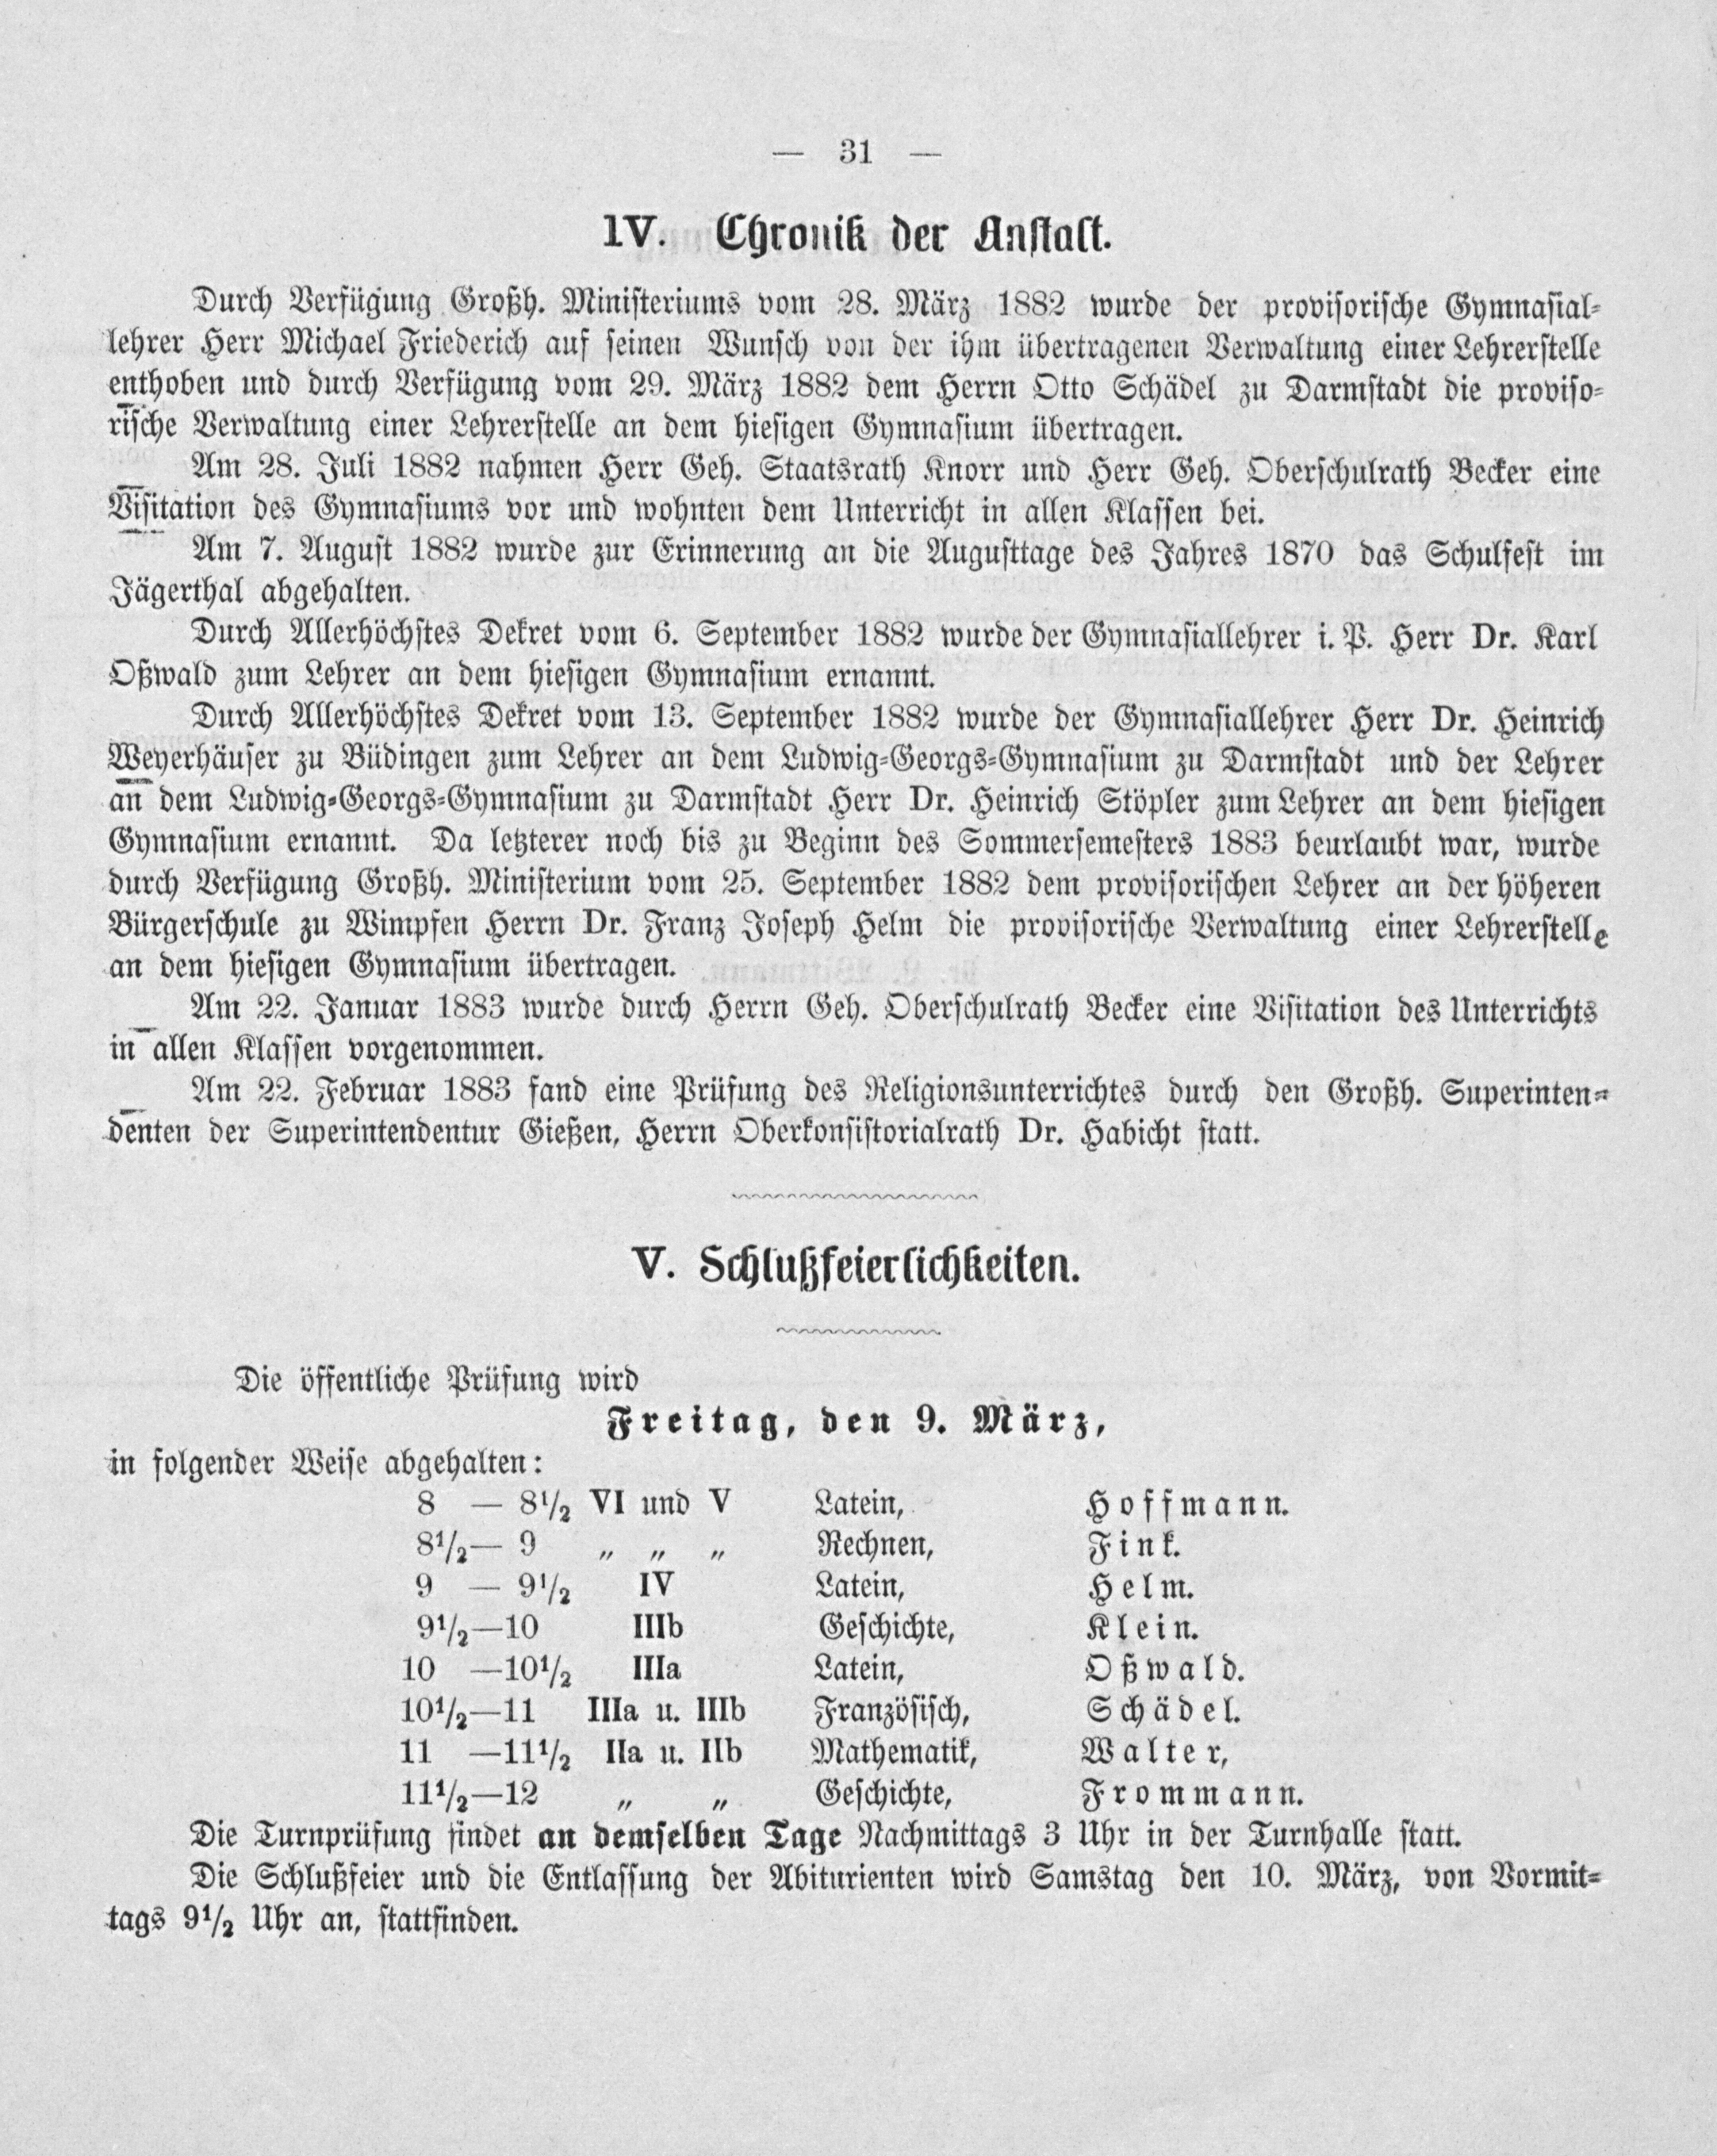 — 31 —
IV. Chronik der Anstalt.
Durch Verfügung Großh. Ministeriums vom 28. März 1882 wurde der provisorische Gymnasial-
lehrer Herr Michael Friederich auf seinen Wunsch von der ihm übertragenen Verwaltung einer Lehrerstelle
enthoben und durch Verfügung vom 29. März 1882 dem Herrn Otto Schädel zu Darmstadt die proviso-
rische Verwaltung einer Lehrerstelle an dem hiesigen Gymnasium übertragen.
Am 28. Juli 1882 nahmen Herr Geh. Staatsrath Knorr und Herr Geh. Oberschulrath Becker eine
Visitation des Gymnasiums vor und wohnten dem Unterricht in allen Klassen bei.
Am 7. August 1882 wurde zur Erinnerung an die Augusttage des Jahres 1870 das Schulfest im
Jägerthal abgehalten.
Durch Allerhöchstes Dekret vom 6. September 1882 wurde der Gymnasiallehrer i. P. Herr Dr. Karl
Oßwald zum Lehrer an dem hiesigen Gymnasium ernannt.
Durch Allerhöchstes Dekret vom 13. September 1882 wurde der Gymnasiallehrer Herr Dr. Heinrich
Weyerhäuser zu Büdingen zum Lehrer an dem Ludwig-Georgs-Gymnasium zu Darmstadt und der Lehrer
an dem Ludwig-Georgs-Gymnasium zu Darmstadt Herr Dr. Heinrich Stöpler zum Lehrer an dem hiesigen
Gymnasium ernannt. Da letzterer noch bis zu Beginn des Sommersemesters 1883 beurlaubt war, wurde
durch Verfügung Großh. Ministerium vom 25. September 1882 dem provisorischen Lehrer an der höheren
Bürgerschule zu Wimpfen Herrn Dr. Franz Joseph Helm die provisorische Verwaltung einer Lehrerstelle
an dem hiesigen Gymnasium übertragen.
Am 22. Januar 1883 wurde durch Herrn Geh. Oberschulrath Becker eine Visitation des Unterrichts
in allen Klassen vorgenommen.
Am 22. Februar 1883 fand eine Prüfung des Religionsunterrichtes durch den Großh. Superinten-
denten der Superintendentur Gießen, Herrn Oberkonsistorialrath Dr. Habicht statt.
V. Schlußfeierlichkeiten.
Die öffentliche Prüfung wird
Freitag, den 9. März,
in folgender Weise abgehalten:
8 — 8½ VI und V Latein, Hoffmann.
8½— 9 „ „ „ Rechnen, Fink.
9 — 9½ IV Latein, Helm.
9½—10 IIIb Geschichte, Klein.
10 —10½ IIIa Latein, Oßwald.
10½—11 IIIa u. IIIb Französisch, Schädel.
11 —11½ IIa u. IIb Mathematik, Walter,
11½—12 „ „ Geschichte, Frommann.
Die Turnprüfung findet an demselben Tage Nachmittags 3 Uhr in der Turnhalle statt.
Die Schlußfeier und die Entlassung der Abiturienten wird Samstag den 10. März, von Vormit-
tags 9½ Uhr an, stattfinden.